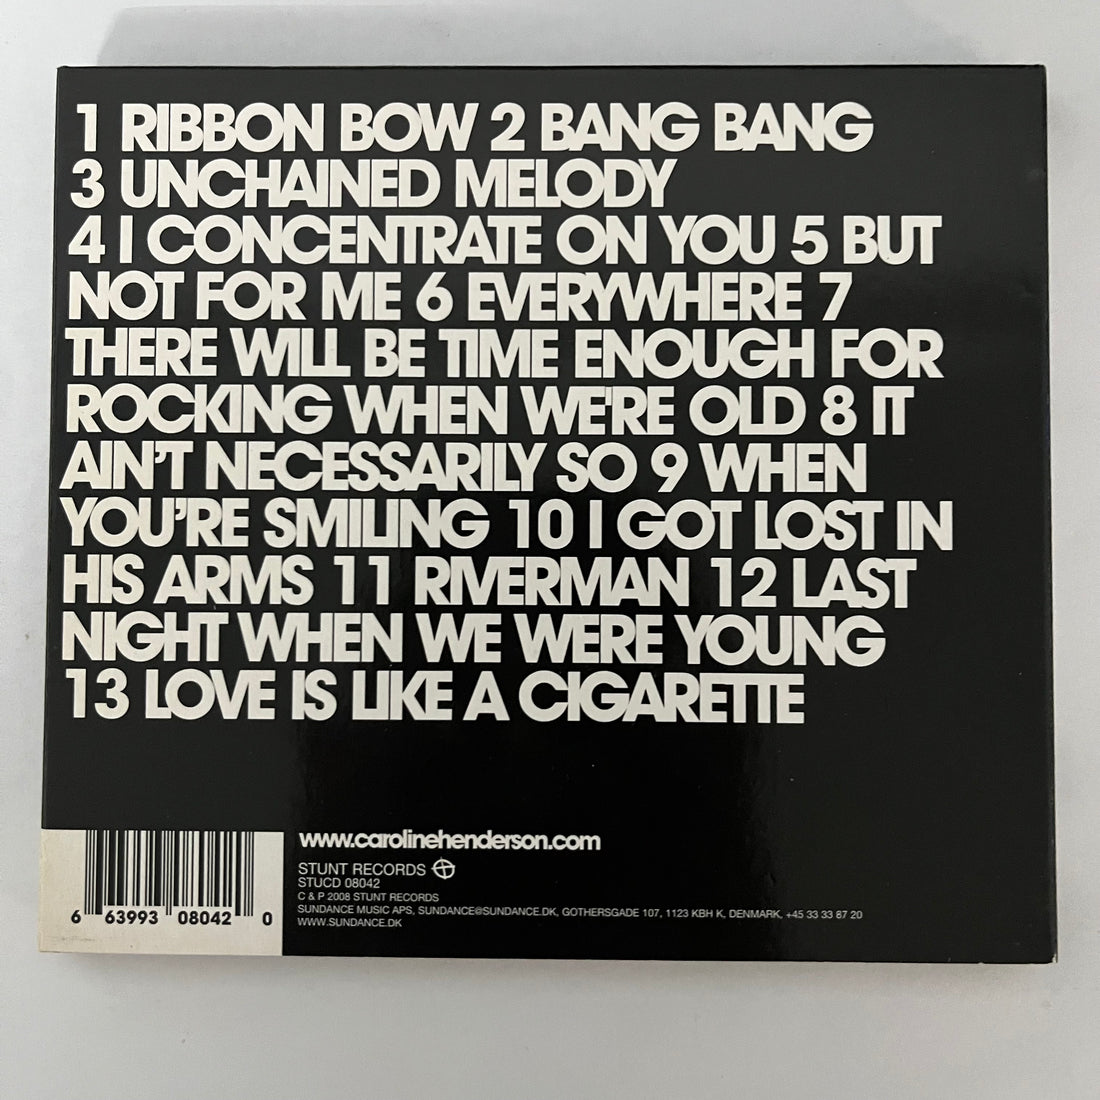 1 RIBBON BOW 2 BANG BANG
3 UNCHAINED MELODY
4 I CONCENTRATE ON YOU 5 BUT
NOT FOR ME 6 EVERYWHERE 7
THERE WILL BE TIME ENOUGH FOR
ROCKING WHEN WE'RE OLD 8 IT
AIN'T NECESSARILY SO 9 WHEN
YOU'RE SMILING 10 I GOT LOST IN
HIS ARMS 11 RIVERMAN 12 LAST
NIGHT WHEN WE WERE YOUNG
13 LOVE IS LIKE A CIGARETTE
www.carolinehenderson.com
STUNT RECORDS
STUCD 08042
C & P 2008 STUNT RECORDS
SUNDANCE MUSIC APS, SUNDANCE@SUNDANCE.DK, GOTHERSGADE 107, 1123 KBH K, DENMARK, +45 33 33 87 20
WWW.SUNDANCE.DK
6 63993 08042 0